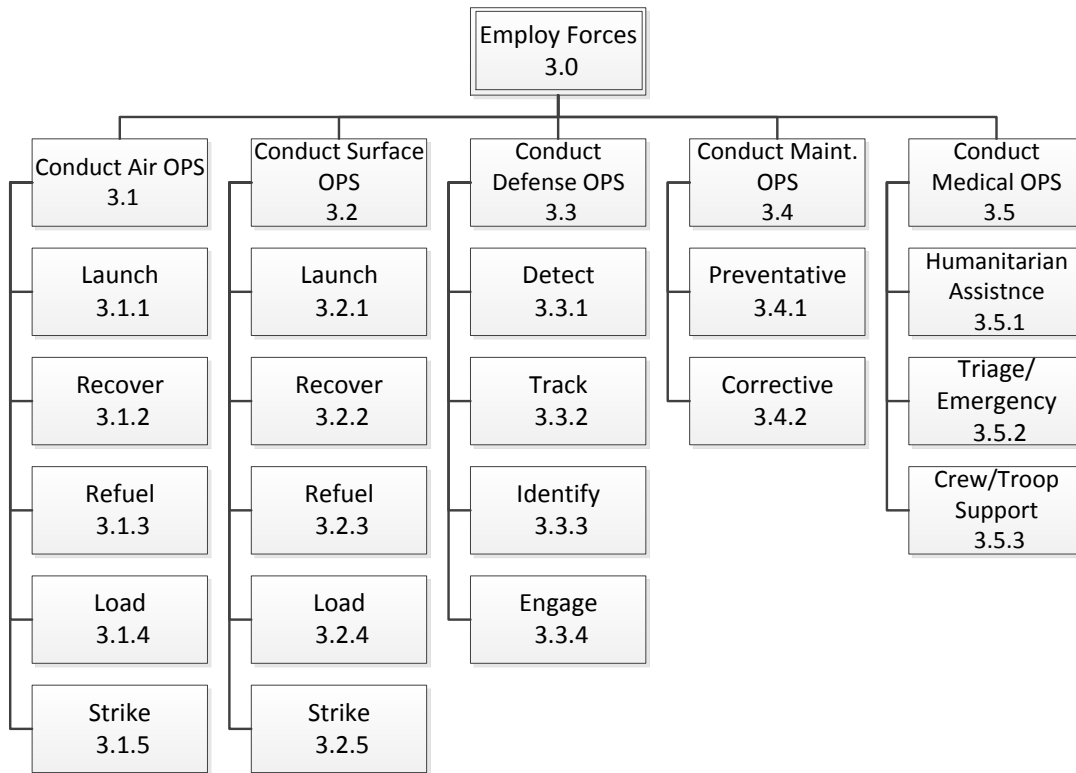 Employ Forces
3.0
Conduct Air OPS
3.1
Conduct Surface
OPS
3.2
Conduct
Defense OPS
3.3
Conduct Maint.
OPS
3.4
Conduct
Medical OPS
3.5
Launch
3.1.1
Launch
3.2.1
Detect
3.3.1
Preventative
3.4.1
Humanitarian
Assistnce
3.5.1
Recover
3.1.2
Recover
3.2.2
Track
3.3.2
Corrective
3.4.2
Triage/
Emergency
3.5.2
Refuel
3.1.3
Refuel
3.2.3
Identify
3.3.3
Crew/Troop
Support
3.5.3
Load
3.1.4
Load
3.2.4
Engage
3.3.4
Strike
3.1.5
Strike
3.2.5